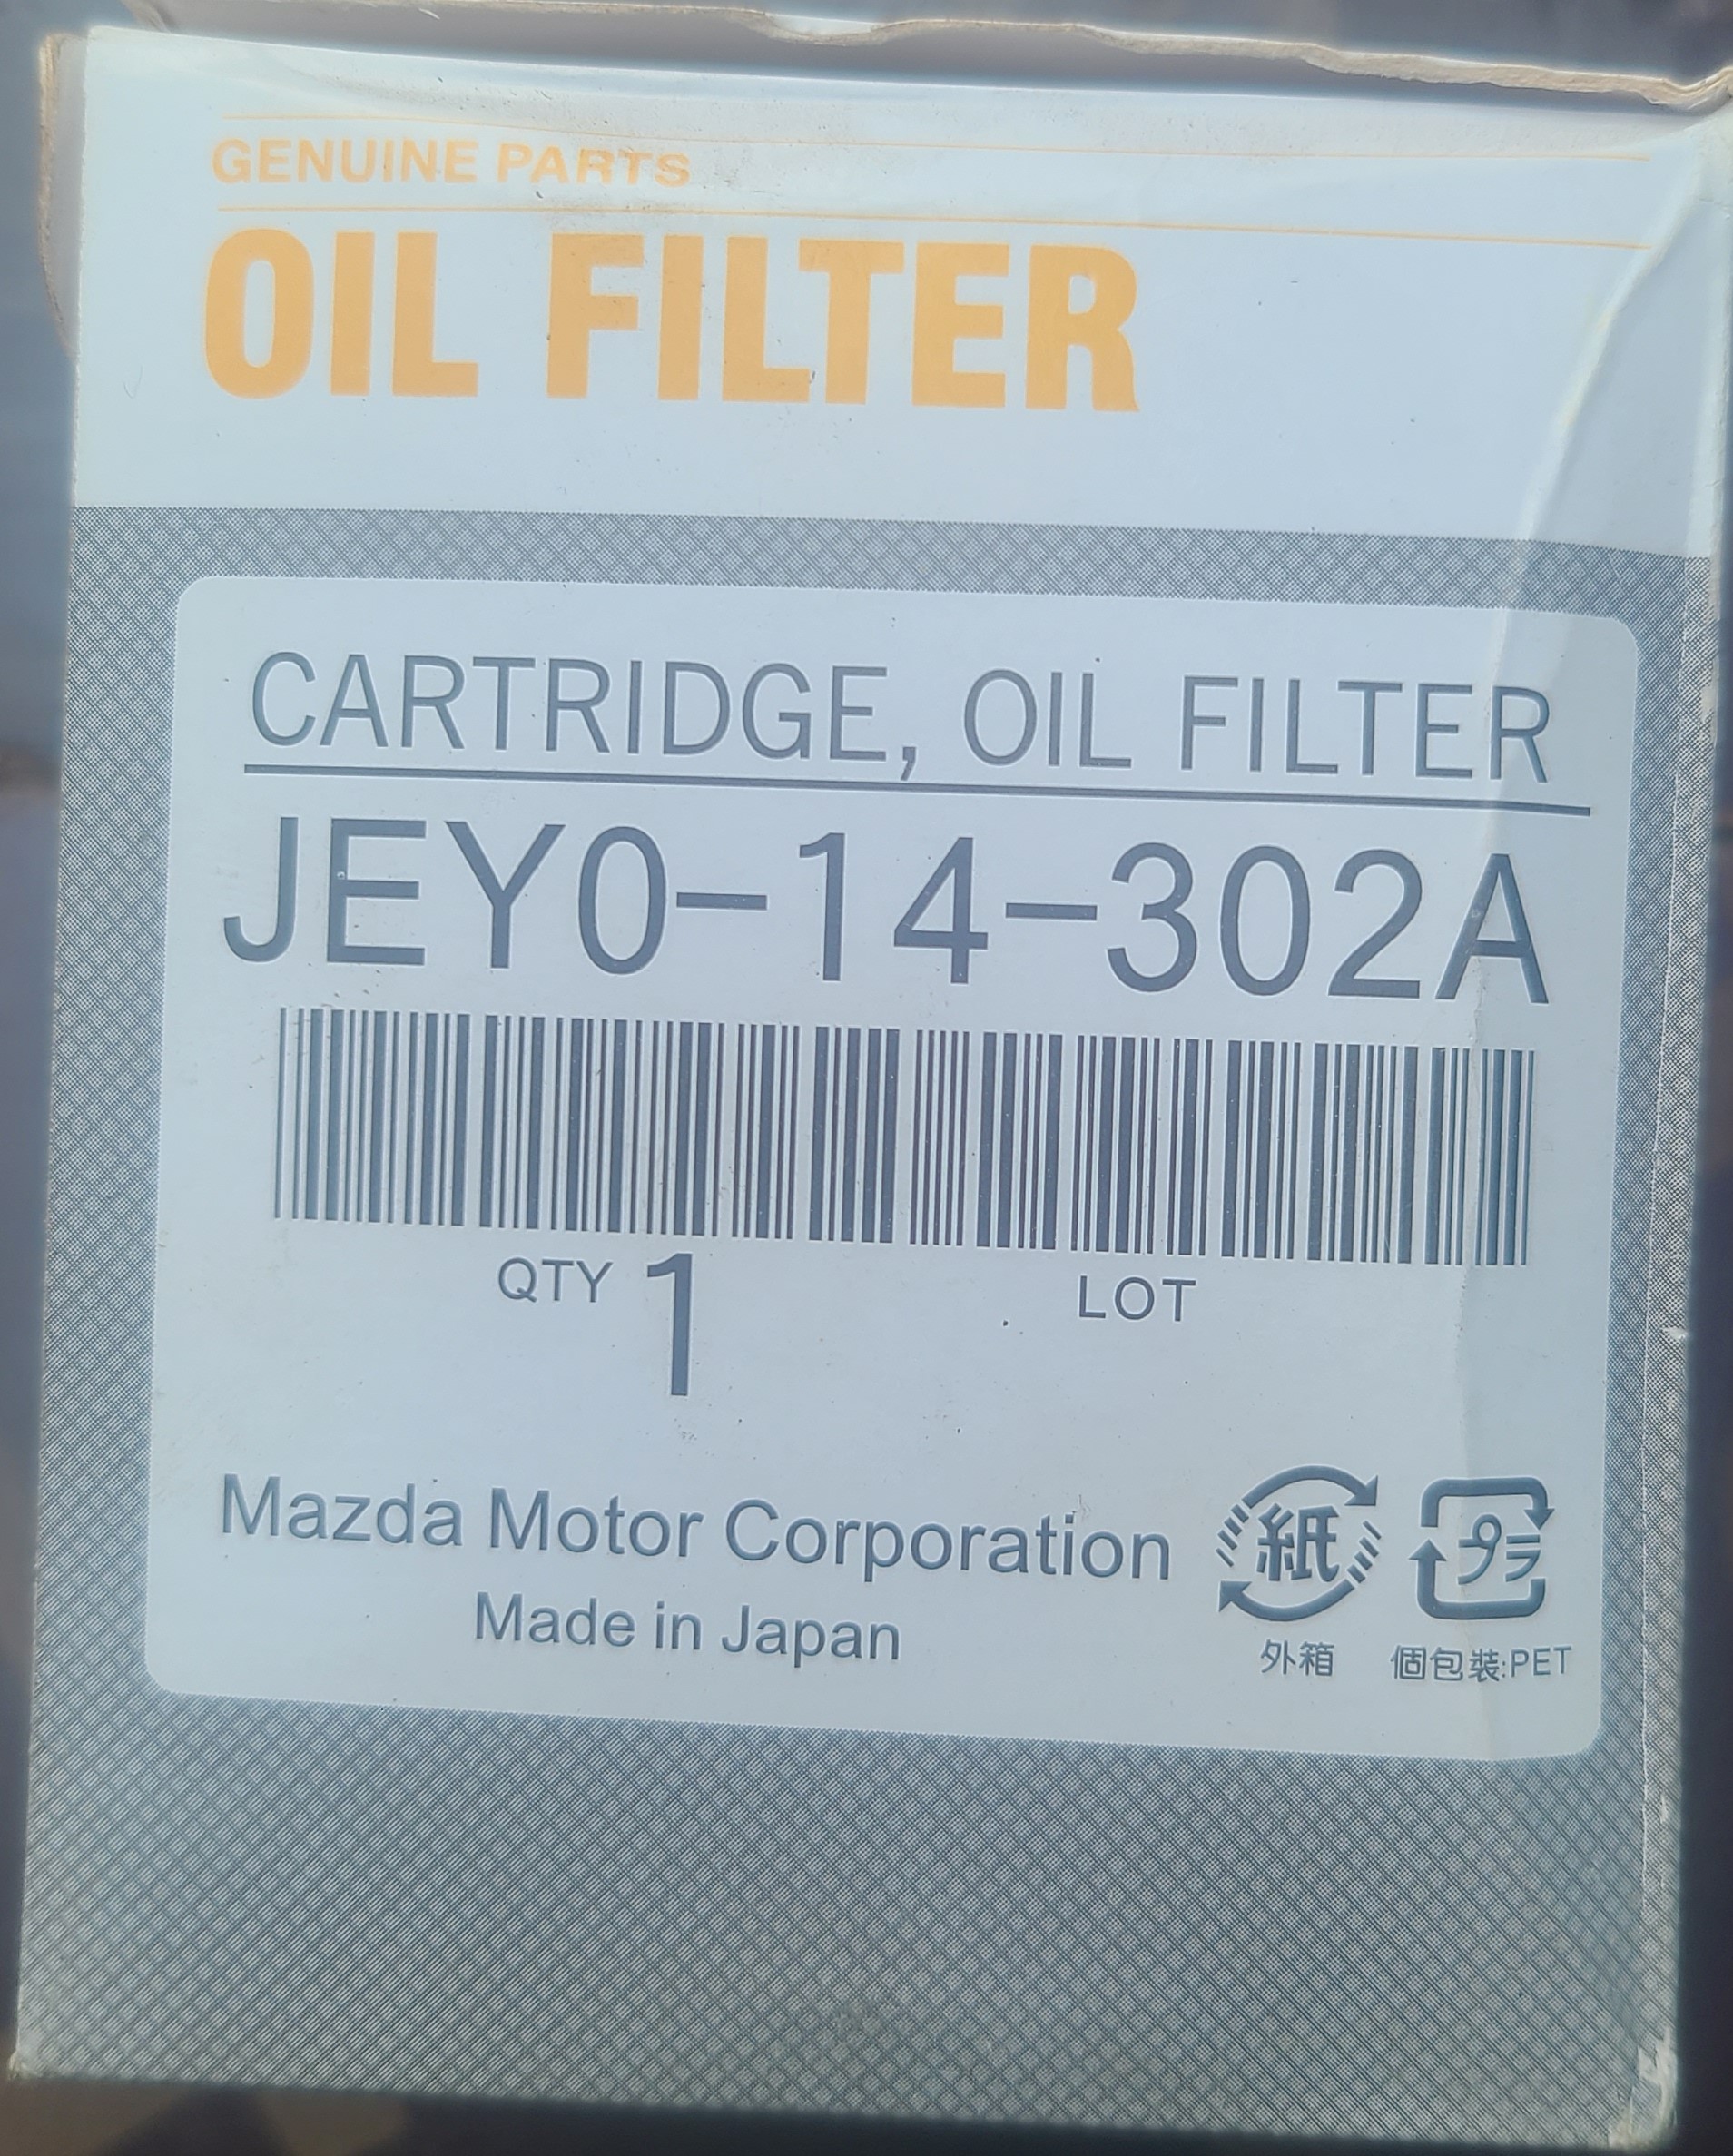 GENUINE PARTS
OIL FILTER
CARTRIDGE, OIL FILTER
JEY0-14-302A
QTY 1 LOT
Mazda Motor Corporation
Made in Japan
紙 プラ
外箱 個包装:PET